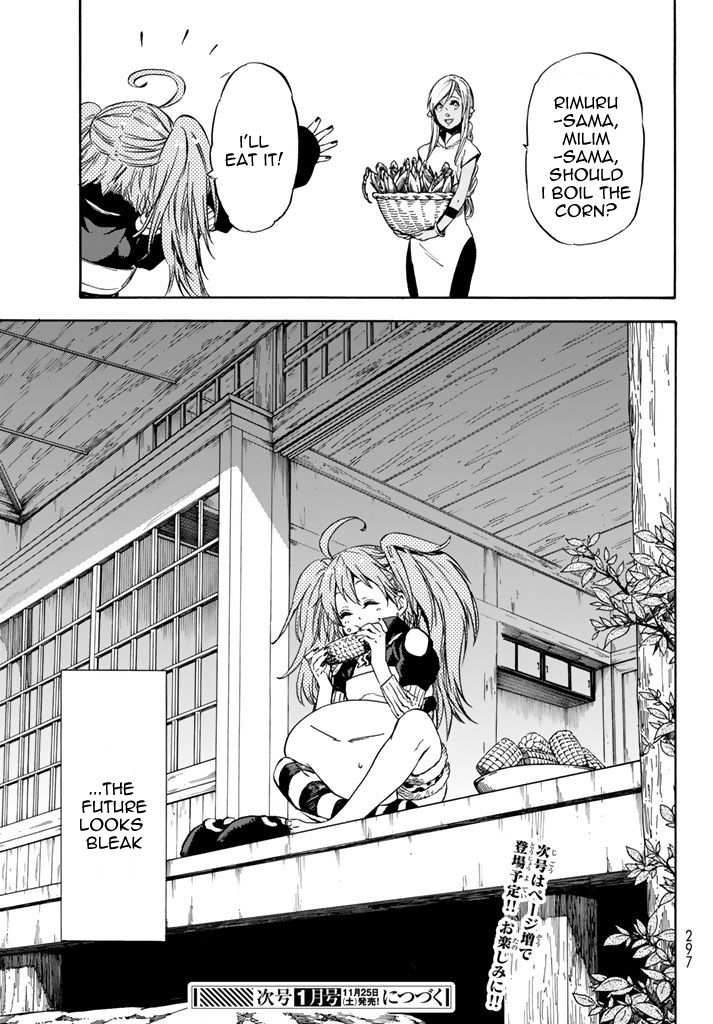 RIMURU
-SAMA,
MILIM
-SAMA,
SHOULD
I BOIL THE
CORN?
I'LL
EAT IT!
...THE
FUTURE
LOOKS
BLEAK
次号はページ増で
登場予定!! お楽しみに!!
次号1月号11月25日(土)発売!につづく
297